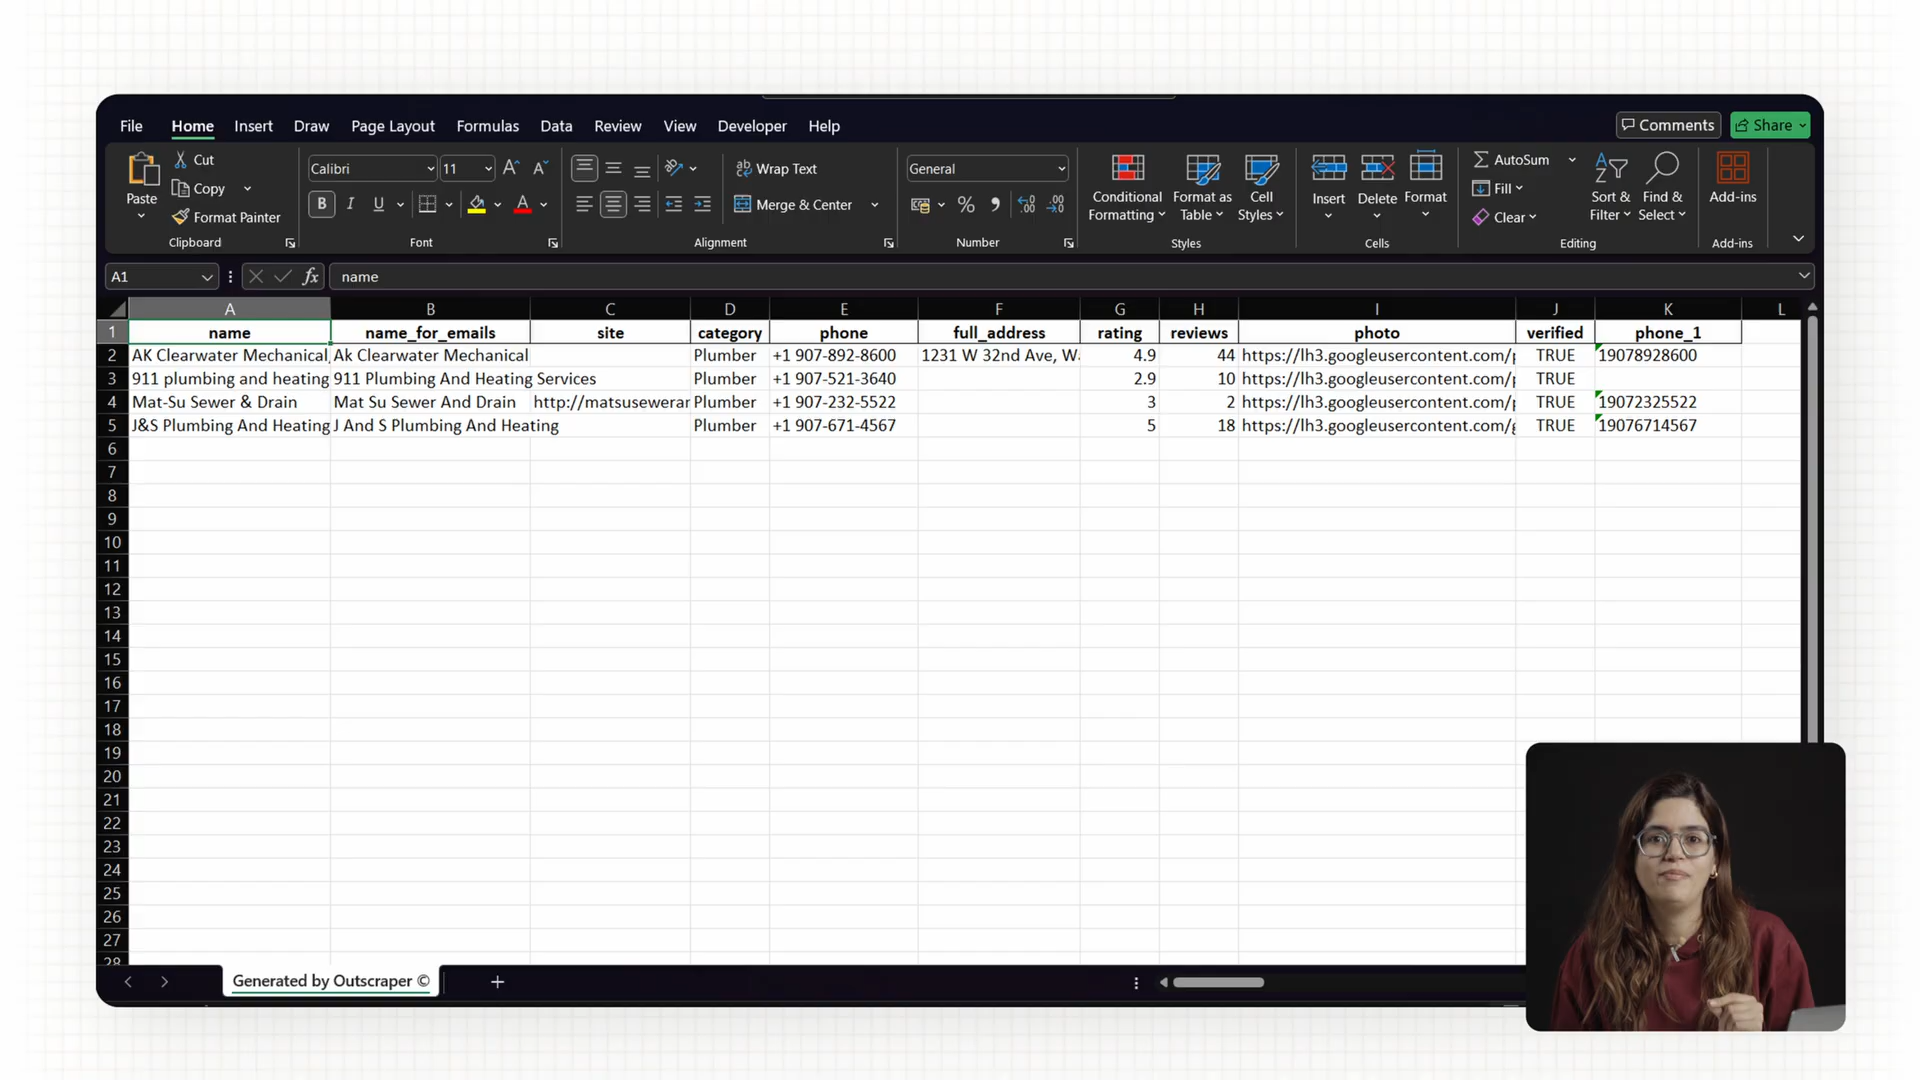 File Home Insert Draw Page Layout Formulas Data Review View Developer Help Comments Share
Paste Cut Copy Format Painter Clipboard
Calibri 11 B I U A Font
Wrap Text Merge & Center Alignment
General % Number
Conditional Formatting Format as Table Cell Styles Styles
Insert Delete Format Cells
AutoSum Fill Clear Sort & Filter Find & Select Editing
Add-ins Add-ins
A1 fx name
A B C D E F G H I J K L
1 name name_for_emails site category phone full_address rating reviews photo verified phone_1
2 AK Clearwater Mechanical, Ak Clearwater Mechanical Plumber +1 907-892-8600 1231 W 32nd Ave, 4.9 44 https://lh3.googleusercontent.com/ TRUE 19078928600
3 911 plumbing and heating 911 Plumbing And Heating Services Plumber +1 907-521-3640 2.9 10 https://lh3.googleusercontent.com/ TRUE
4 Mat-Su Sewer & Drain Mat Su Sewer And Drain http://matsusewerar Plumber +1 907-232-5522 3 2 https://lh3.googleusercontent.com/ TRUE 19072325522
5 J&S Plumbing And Heating J And S Plumbing And Heating Plumber +1 907-671-4567 5 18 https://lh3.googleusercontent.com/ TRUE 19076714567
6
7
8
9
10
11
12
13
14
15
16
17
18
19
20
21
22
23
24
25
26
27
28
Generated by Outscraper ©